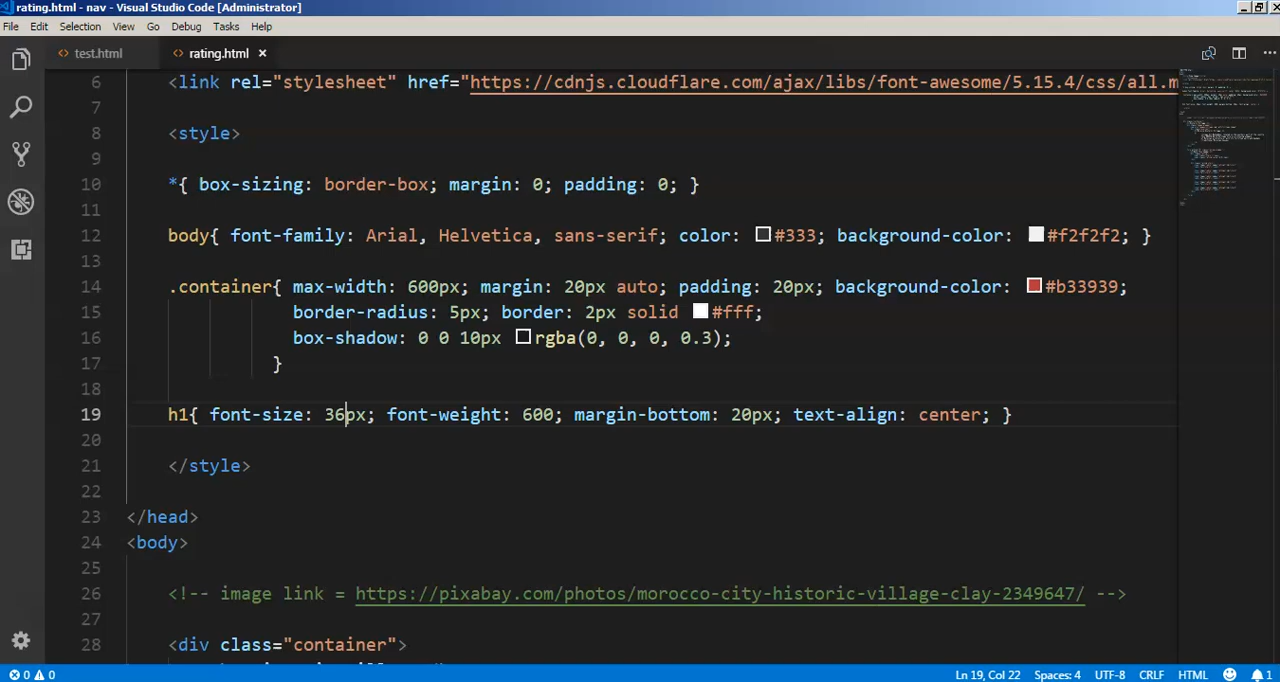 rating.html - nav - Visual Studio Code [Administrator]
File Edit Selection View Go Debug Tasks Help
<> test.html <> rating.html ×
6 <link rel="stylesheet" href="https://cdnjs.cloudflare.com/ajax/libs/font-awesome/5.15.4/css/all.m
7
8 <style>
9
10 *{ box-sizing: border-box; margin: 0; padding: 0; }
11
12 body{ font-family: Arial, Helvetica, sans-serif; color: #333; background-color: #f2f2f2; }
13
14 .container{ max-width: 600px; margin: 20px auto; padding: 20px; background-color: #b33939;
15 border-radius: 5px; border: 2px solid #fff;
16 box-shadow: 0 0 10px rgba(0, 0, 0, 0.3);
17 }
18
19 h1{ font-size: 36px; font-weight: 600; margin-bottom: 20px; text-align: center; }
20
21 </style>
22
23 </head>
24 <body>
25
26 <!-- image link = https://pixabay.com/photos/morocco-city-historic-village-clay-2349647/ -->
27
28 <div class="container">
0 0 Ln 19, Col 22 Spaces: 4 UTF-8 CRLF HTML 1